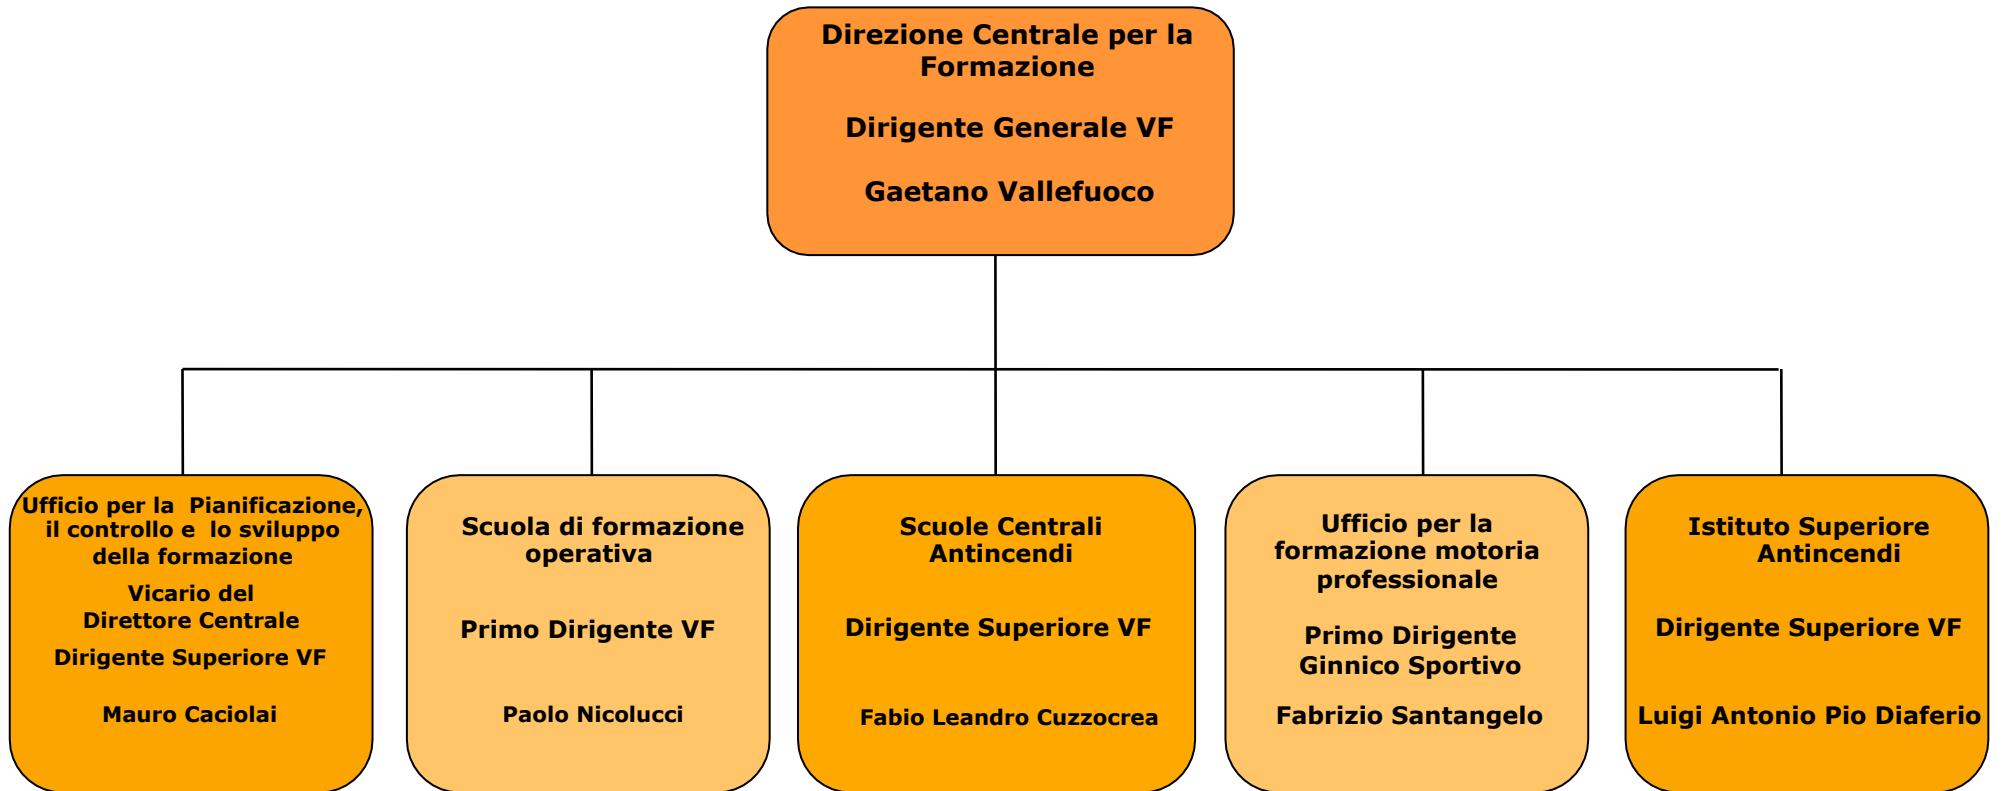 Direzione Centrale per la
Formazione
Dirigente Generale VF
Gaetano Vallefuoco
Ufficio per la Pianificazione,
il controllo e lo sviluppo
della formazione
Vicario del
Direttore Centrale
Dirigente Superiore VF
Mauro Caciolai
Scuola di formazione
operativa
Primo Dirigente VF
Paolo Nicolucci
Scuole Centrali
Antincendi
Dirigente Superiore VF
Fabio Leandro Cuzzocrea
Ufficio per la
formazione motoria
professionale
Primo Dirigente
Ginnico Sportivo
Fabrizio Santangelo
Istituto Superiore
Antincendi
Dirigente Superiore VF
Luigi Antonio Pio Diaferio